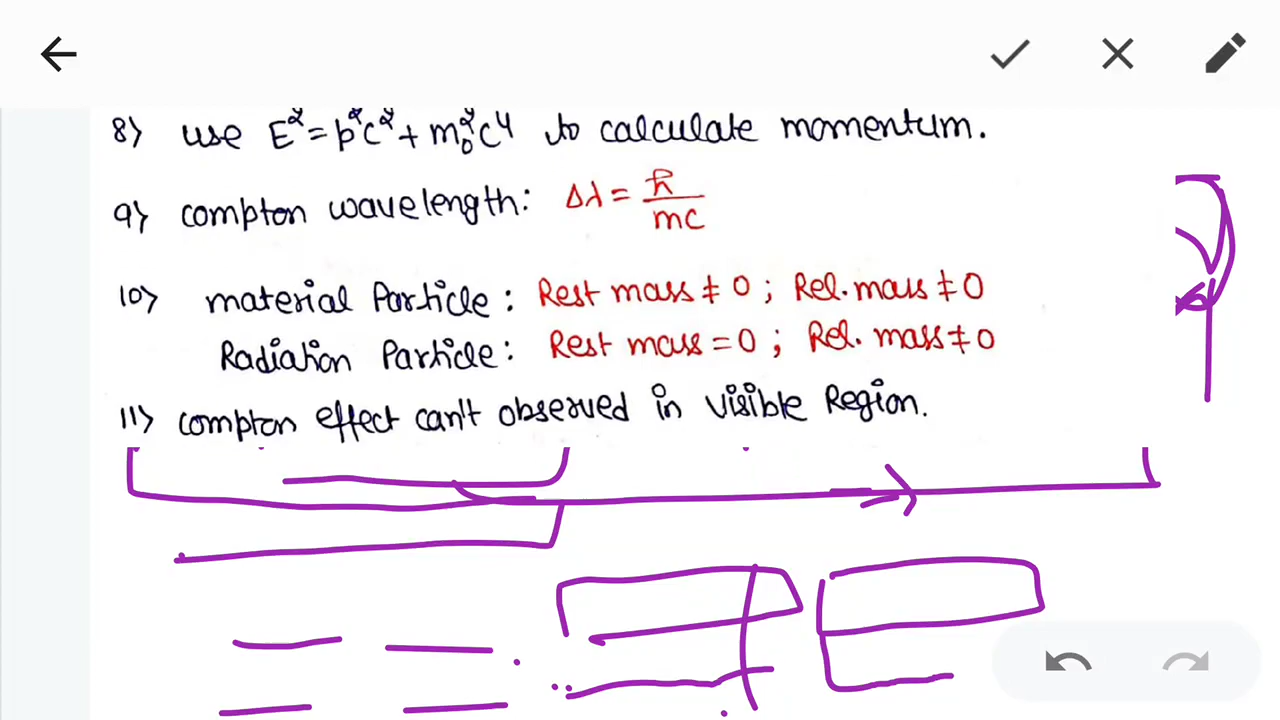 8) use E²=p²c²+m₀²c⁴ to calculate momentum.
9) compton wavelength: Δλ = h/mc
10) material Particle: Rest mass ≠ 0 ; Rel. mass ≠ 0
Radiation Particle: Rest mass = 0 ; Rel. mass ≠ 0
11) compton effect can't observed in visible Region.